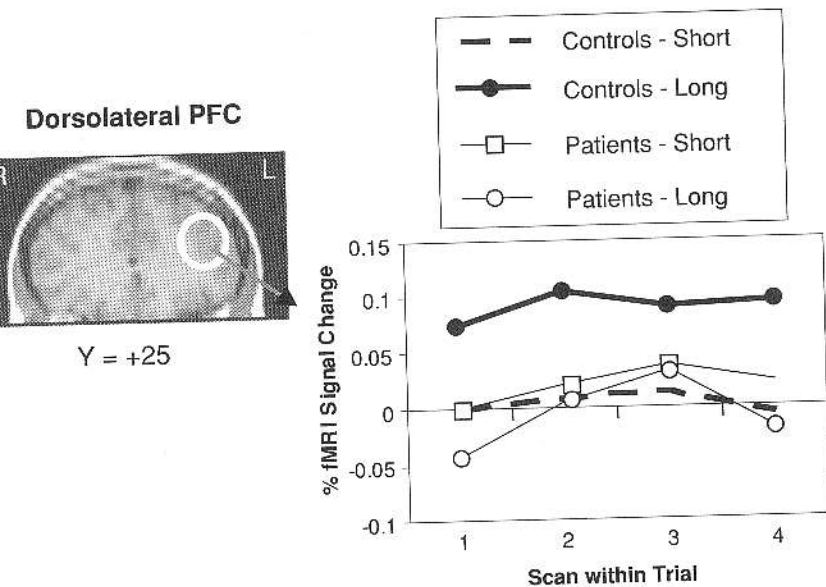 Controls - Short
Controls - Long
Patients - Short
Patients - Long
Dorsolateral PFC
R
L
Y = +25
% fMRI Signal Change
0.15
0.1
0.05
0
-0.05
-0.1
1 2 3 4
Scan within Trial